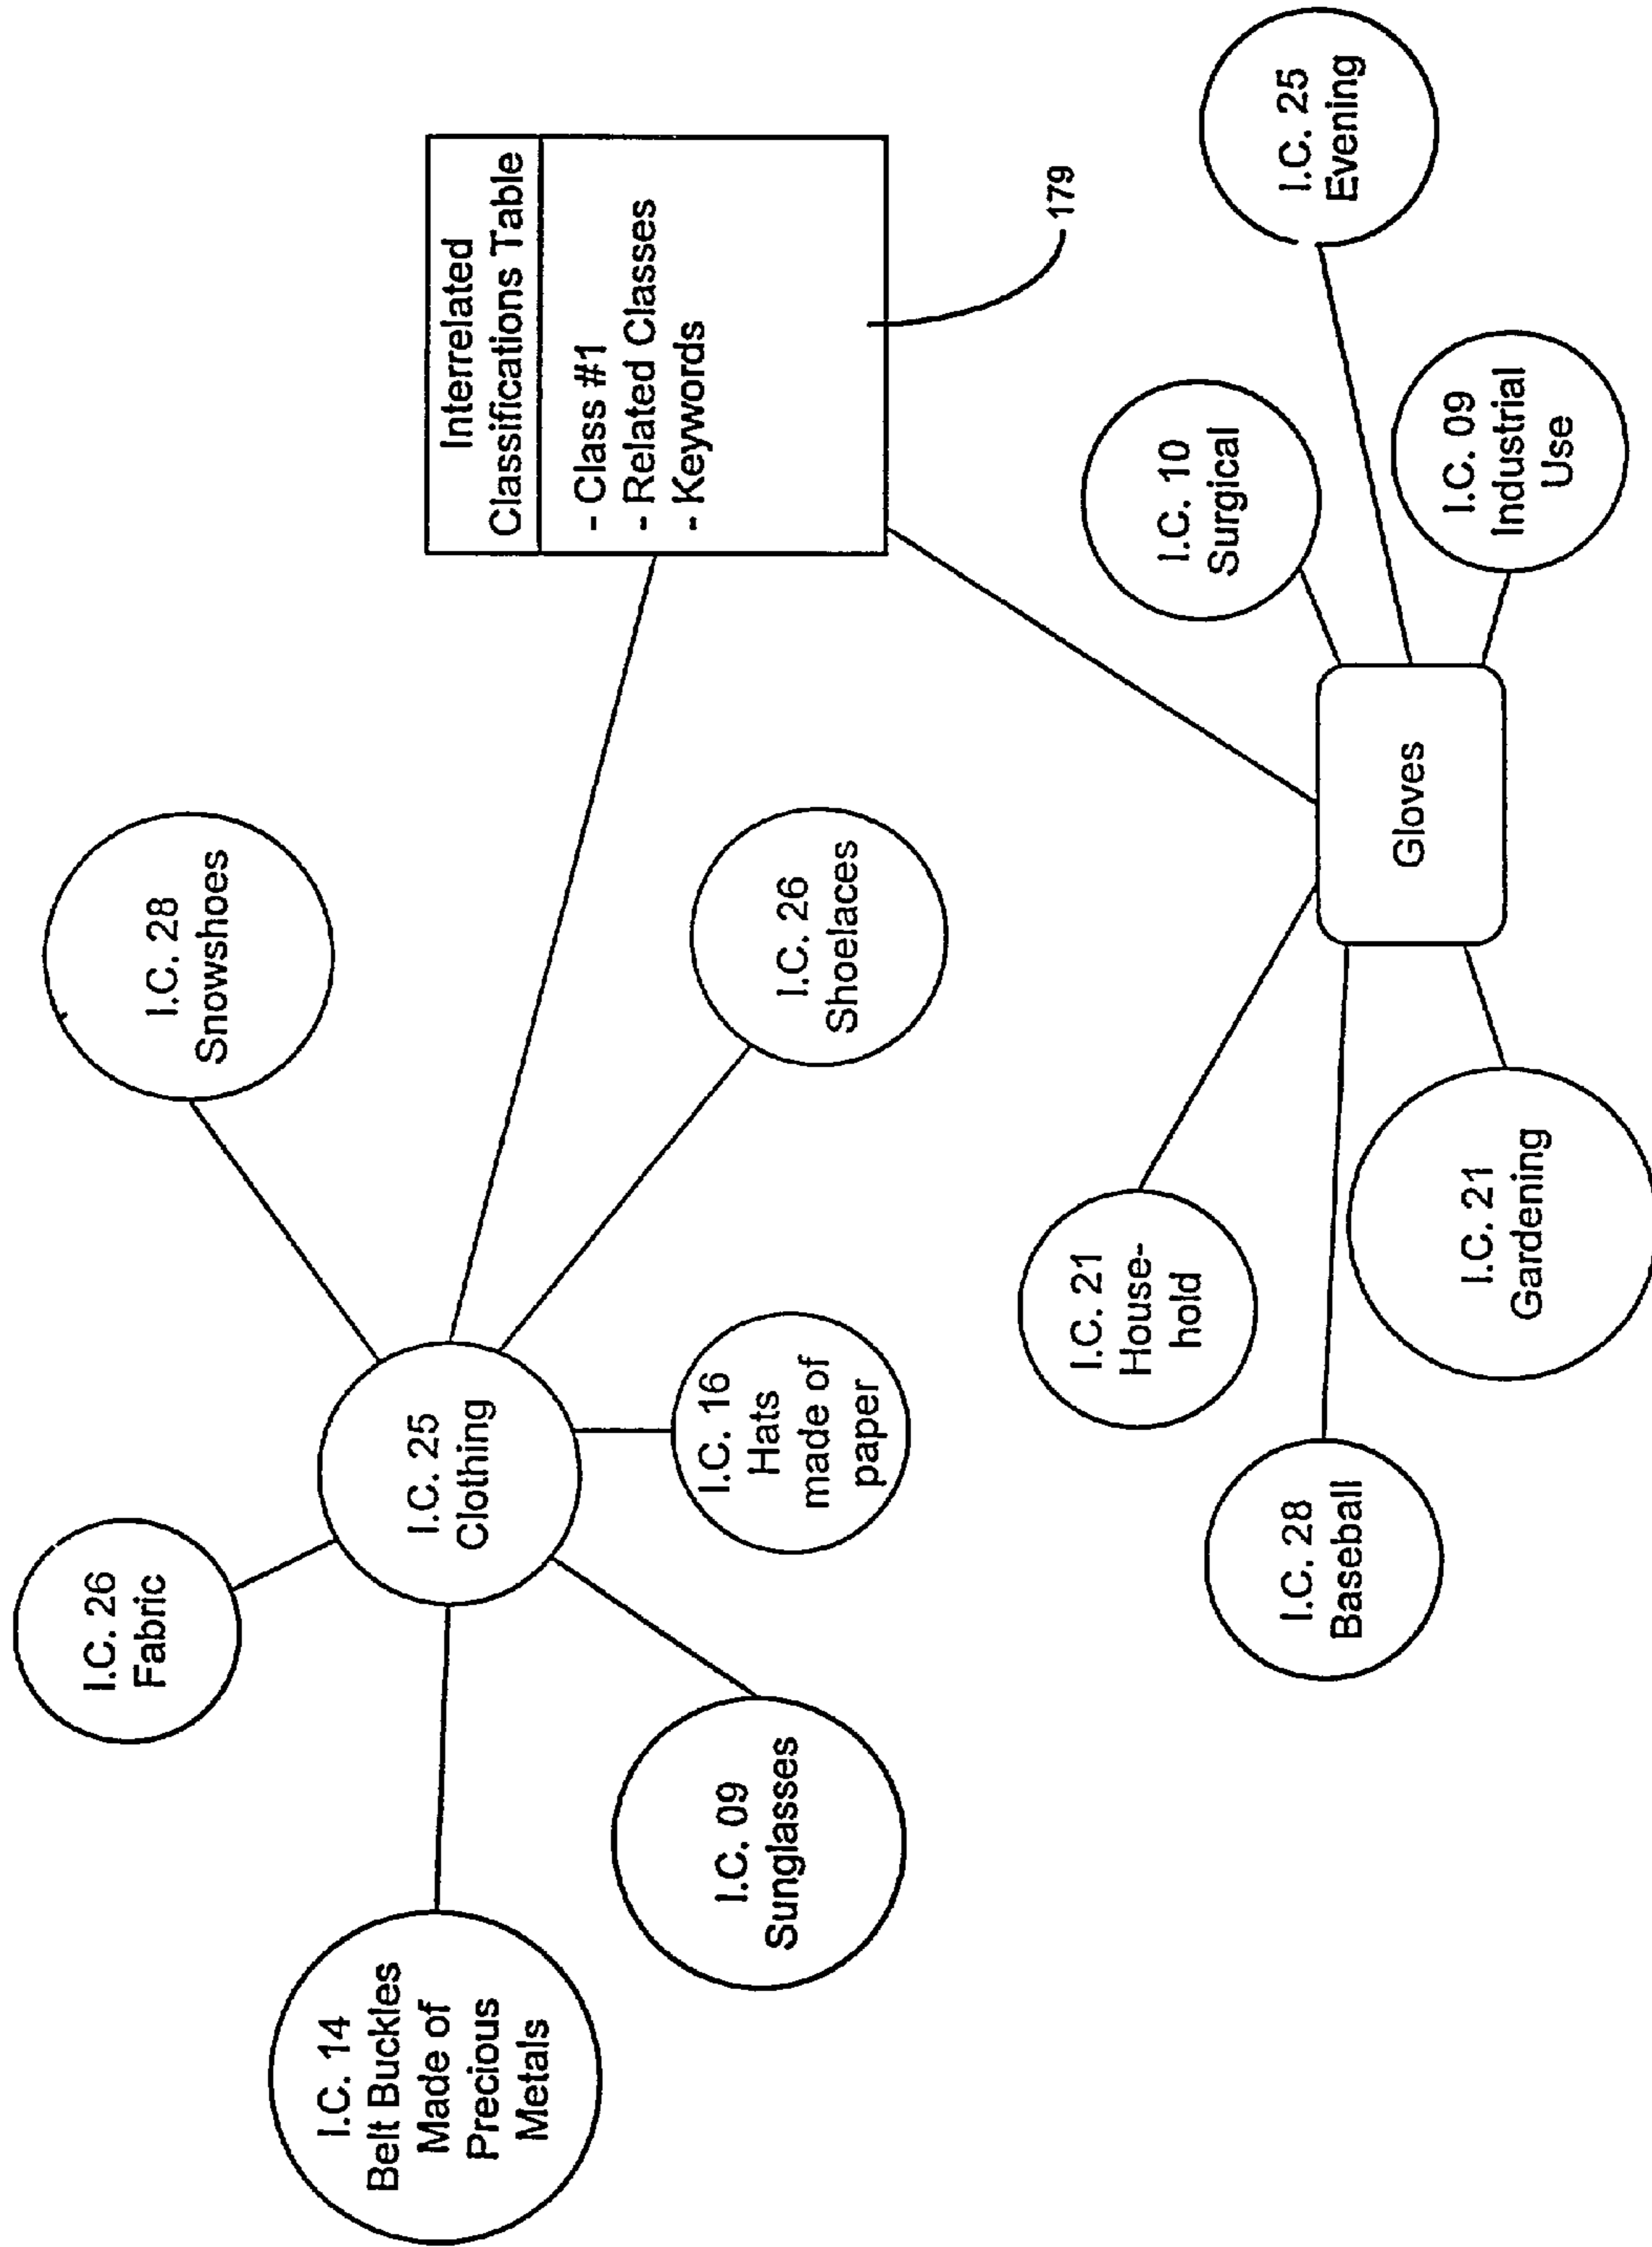 I.C. 26
Fabric
I.C. 28
Snowshoes
I.C. 14
Belt Buckles
Made of
Precious
Metals
I.C. 25
Clothing
Interrelated
Classifications Table
- Class #1
- Related Classes
- Keywords
179
I.C. 09
Sunglasses
I.C. 16
Hats
made of
paper
I.C. 26
Shoelaces
I.C. 21
House-
hold
I.C. 10
Surgical
I.C. 25
Evening
I.C. 28
Baseball
Gloves
I.C. 21
Gardening
I.C. 09
Industrial
Use